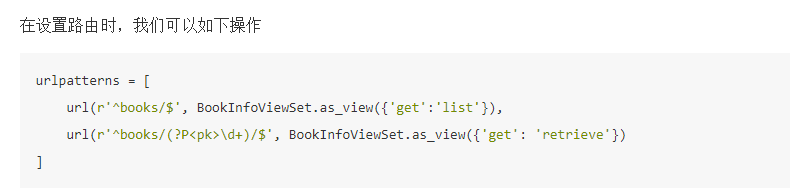 在设置路由时，我们可以如下操作
urlpatterns = [
    url(r'^books/$', BookInfoViewSet.as_view({'get':'list'}),
    url(r'^books/(?P<pk>\d+)/$', BookInfoViewSet.as_view({'get': 'retrieve'})
]